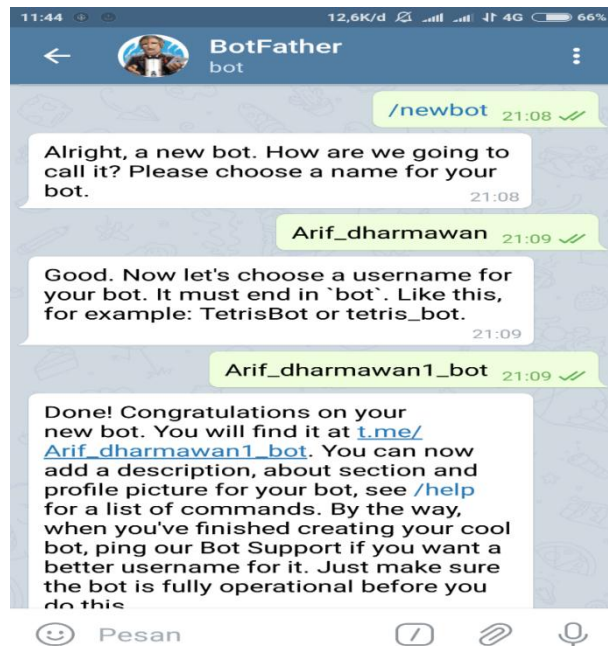 11:44 12,6K/d 4G 66%
BotFather
bot
/newbot 21:08
Alright, a new bot. How are we going to
call it? Please choose a name for your
bot.
21:08
Arif_dharmawan 21:09
Good. Now let's choose a username for
your bot. It must end in `bot`. Like this,
for example: TetrisBot or tetris_bot.
21:09
Arif_dharmawan1_bot 21:09
Done! Congratulations on your
new bot. You will find it at t.me/
Arif_dharmawan1_bot. You can now
add a description, about section and
profile picture for your bot, see /help
for a list of commands. By the way,
when you've finished creating your cool
bot, ping our Bot Support if you want a
better username for it. Just make sure
the bot is fully operational before you
do this
Pesan